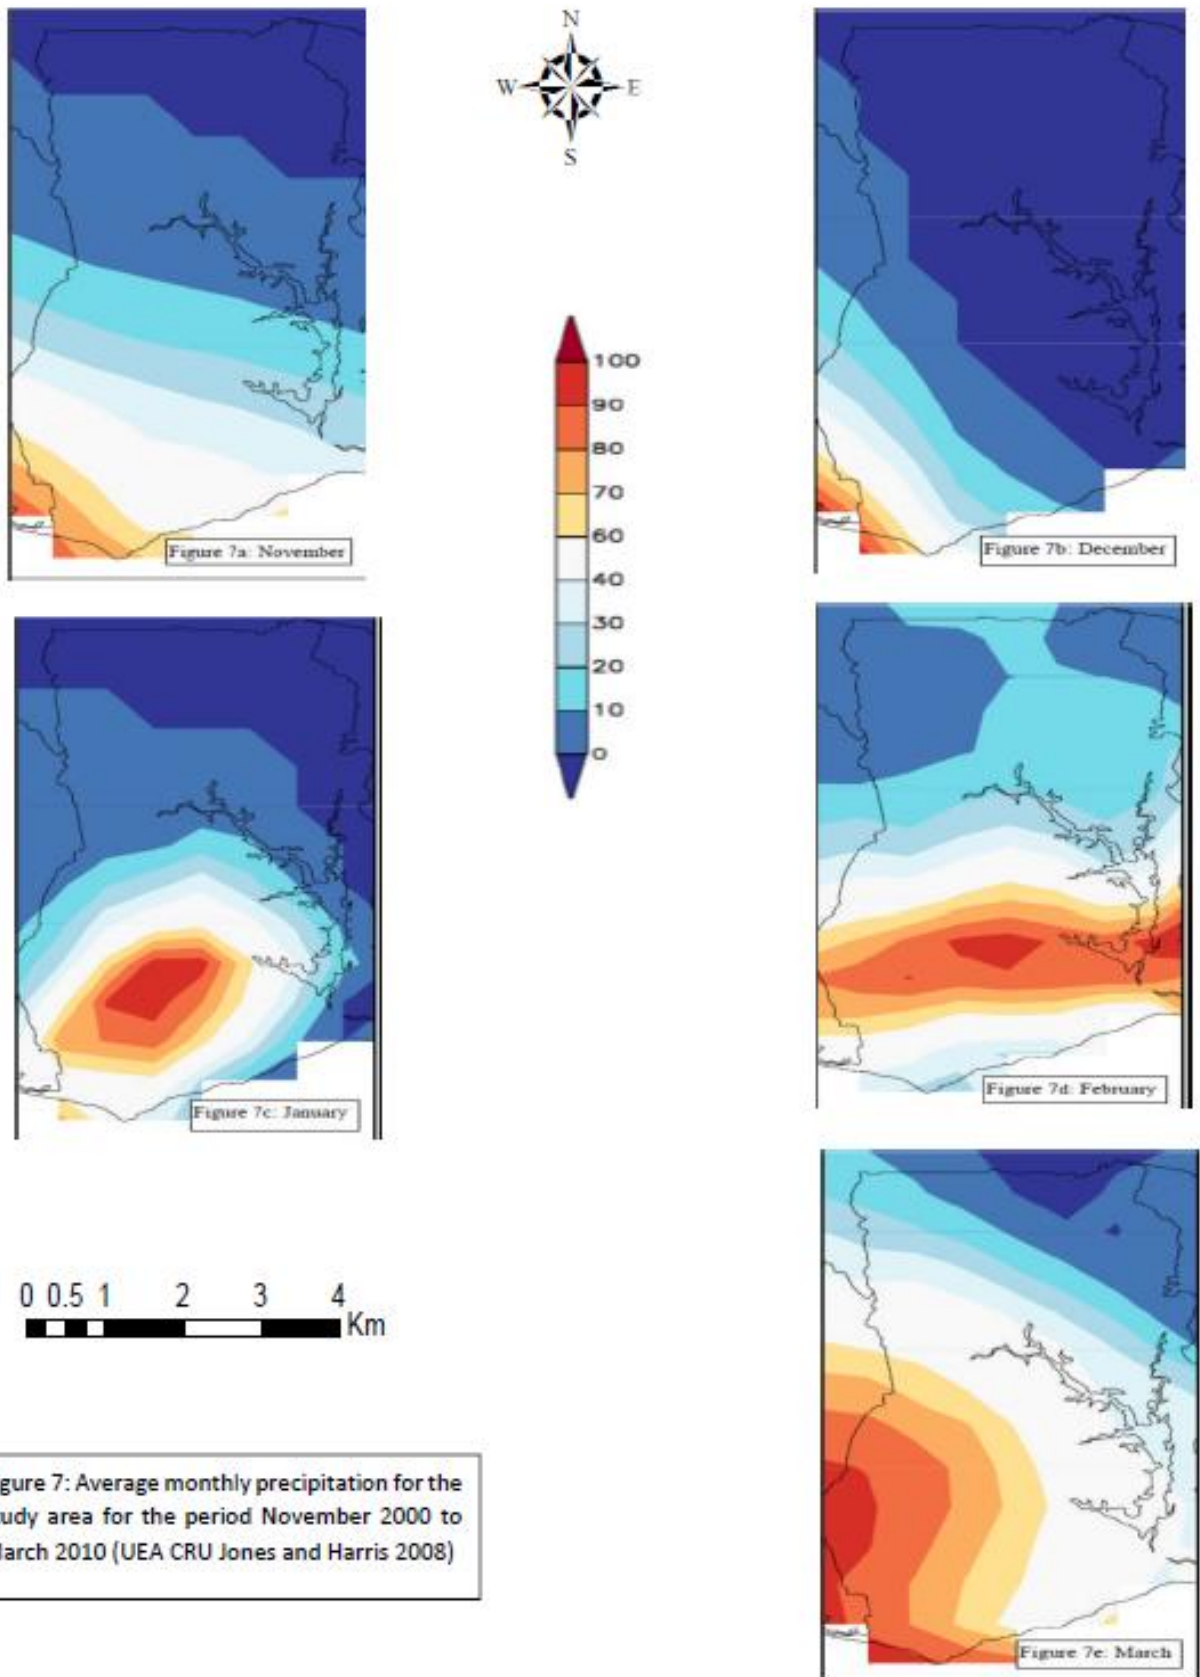 N
W E
S
Figure 7a: November
Figure 7b: December
100
90
80
70
60
40
30
20
10
0
Figure 7c: January
Figure 7d: February
0 0.5 1 2 3 4
Km
igure 7: Average monthly precipitation for the
udy area for the period November 2000 to
arch 2010 (UEA CRU Jones and Harris 2008)
Figure 7e: March